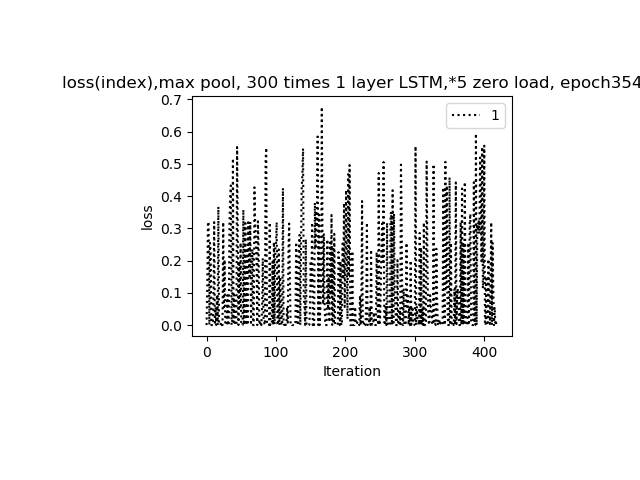 loss(index),max pool, 300 times 1 layer LSTM,*5 zero load, epoch354
0.7
0.6
0.5
0.4
0.3
0.2
0.1
0.0
loss
1
0 100 200 300 400
Iteration